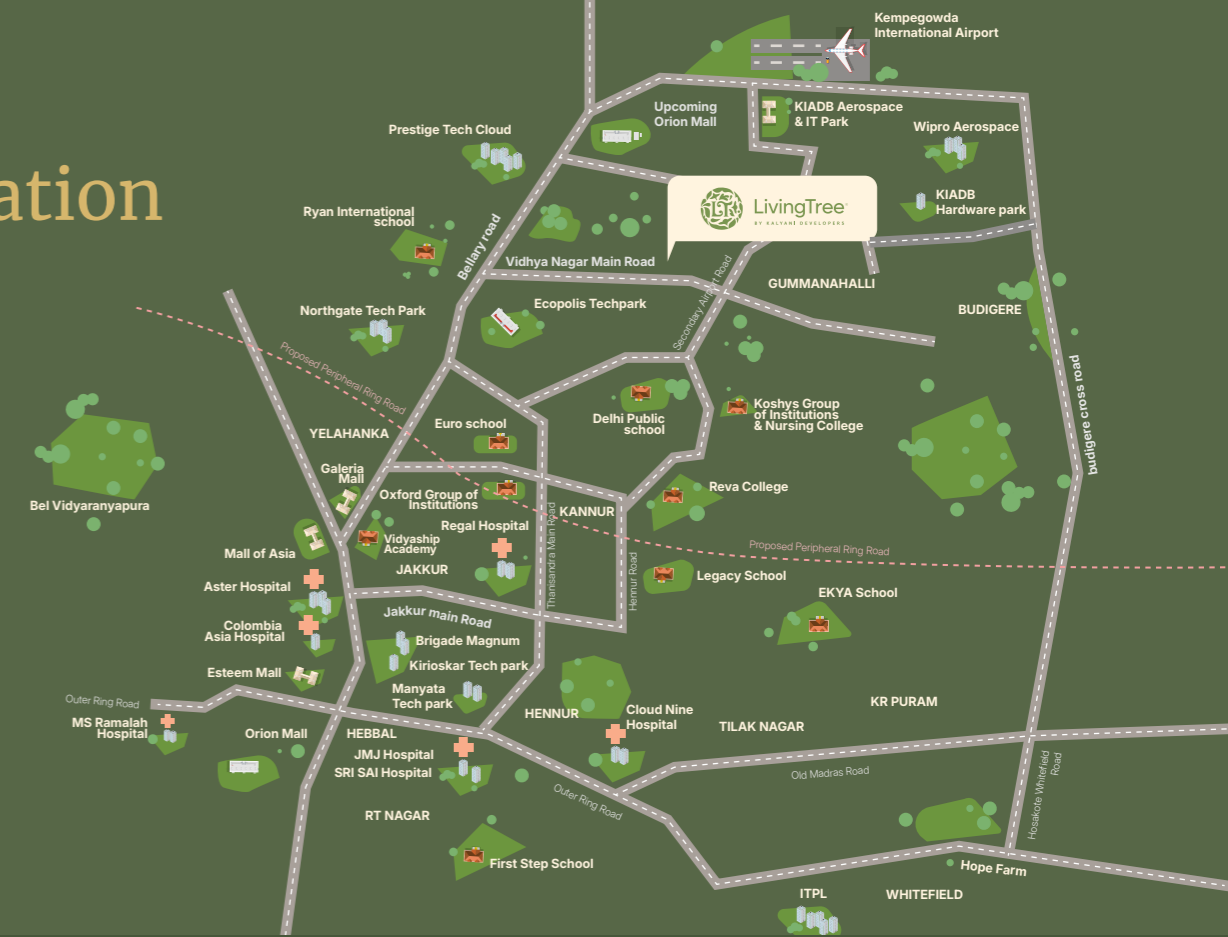 ation
Kempegowda
International Airport
Upcoming
Orion Mall
KIADB Aerospace
& IT Park
Prestige Tech Cloud
Wipro Aerospace
Ryan International
school
Bellary road
LTR
LivingTree
BY KALYANI DEVELOPERS
KIADB
Hardware park
Vidhya Nagar Main Road
Secondary Airport Road
GUMMANAHALLI
Northgate Tech Park
Ecopolis Techpark
BUDIGERE
Proposed Peripheral Ring Road
budigere cross road
Delhi Public
school
Koshys Group
of Institutions
& Nursing College
YELAHANKA
Euro school
Galeria
Mall
Oxford Group of
Institutions
Reva College
Bel Vidyaranyapura
KANNUR
Regal Hospital
Vidyaship
Academy
Mall of Asia
Proposed Peripheral Ring Road
JAKKUR
Thanisandra Main Road
Hennur Road
Legacy School
Aster Hospital
EKYA School
Jakkur main Road
Colombia
Asia Hospital
Brigade Magnum
Kirioskar Tech park
Esteem Mall
Manyata
Tech park
Outer Ring Road
MS Ramalah
Hospital
HENNUR
Cloud Nine
Hospital
TILAK NAGAR
KR PURAM
Orion Mall
HEBBAL
JMJ Hospital
SRI SAI Hospital
Outer Ring Road
Old Madras Road
Hosakote Whitefield
Road
RT NAGAR
First Step School
Hope Farm
ITPL
WHITEFIELD